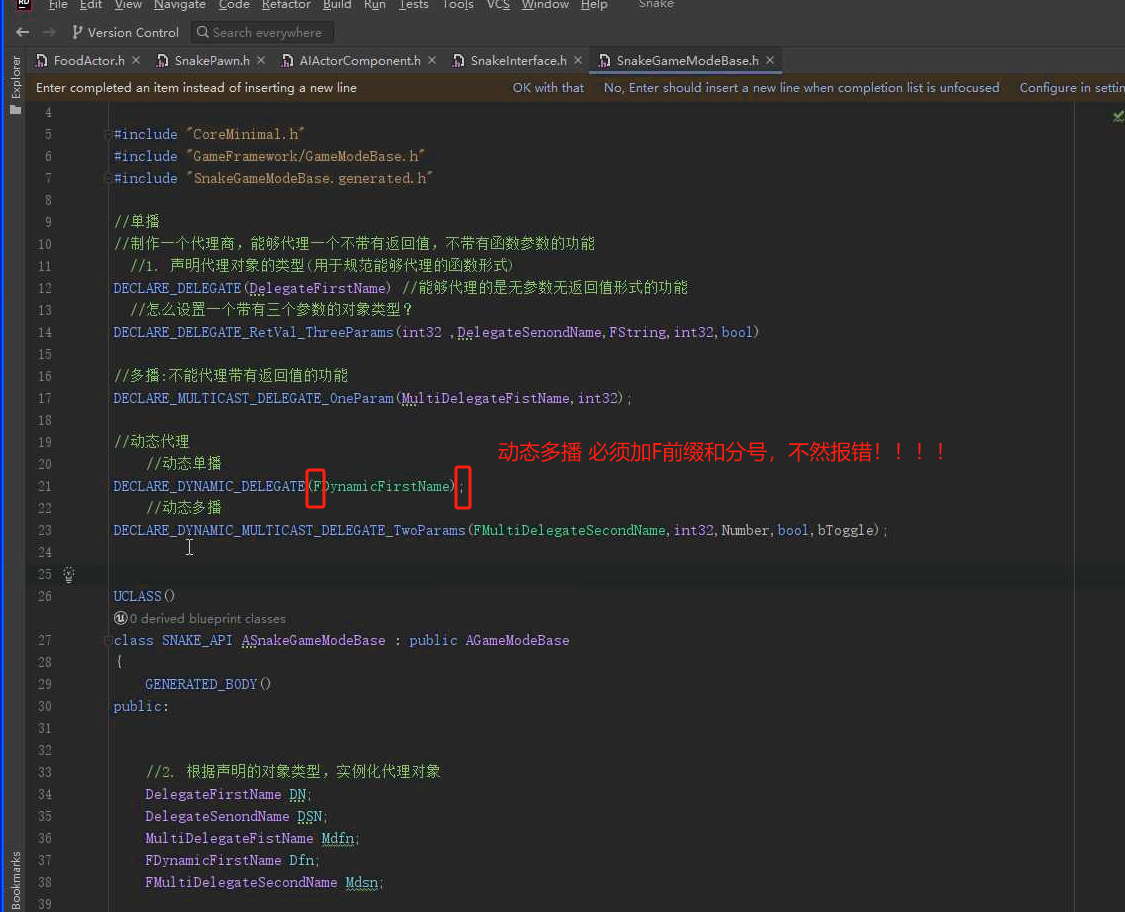 File Edit View Navigate Code Refactor Build Run Tests Tools VCS Window Help Snake
Version Control Search everywhere
Explorer
FoodActor.h SnakePawn.h AIActorComponent.h SnakeInterface.h SnakeGameModeBase.h
Enter completed an item instead of inserting a new line OK with that No, Enter should insert a new line when completion list is unfocused Configure in settin
4
5 #include "CoreMinimal.h"
6 #include "GameFramework/GameModeBase.h"
7 #include "SnakeGameModeBase.generated.h"
8
9 //单播
10 //制作一个代理商，能够代理一个不带有返回值，不带有函数参数的功能
11 //1. 声明代理对象的类型(用于规范能够代理的函数形式)
12 DECLARE_DELEGATE(DelegateFirstName) //能够代理的是无参数无返回值形式的功能
13 //怎么设置一个带有三个参数的对象类型？
14 DECLARE_DELEGATE_RetVal_ThreeParams(int32 ,DelegateSenondName,FString,int32,bool)
15
16 //多播:不能代理带有返回值的功能
17 DECLARE_MULTICAST_DELEGATE_OneParam(MultiDelegateFistName,int32);
18
19 //动态代理
动态多播 必须加F前缀和分号，不然报错！！！！
20 //动态单播
21 DECLARE_DYNAMIC_DELEGATE(FDynamicFirstName);
22 //动态多播
23 DECLARE_DYNAMIC_MULTICAST_DELEGATE_TwoParams(FMultiDelegateSecondName,int32,Number,bool,bToggle);
24
25
26 UCLASS()
0 derived blueprint classes
27 class SNAKE_API ASnakeGameModeBase : public AGameModeBase
28 {
29 GENERATED_BODY()
30 public:
31
32
33 //2. 根据声明的对象类型，实例化代理对象
34 DelegateFirstName DN;
35 DelegateSenondName DSN;
36 MultiDelegateFistName Mdfn;
37 FDynamicFirstName Dfn;
38 FMultiDelegateSecondName Mdsn;
39
Bookmarks